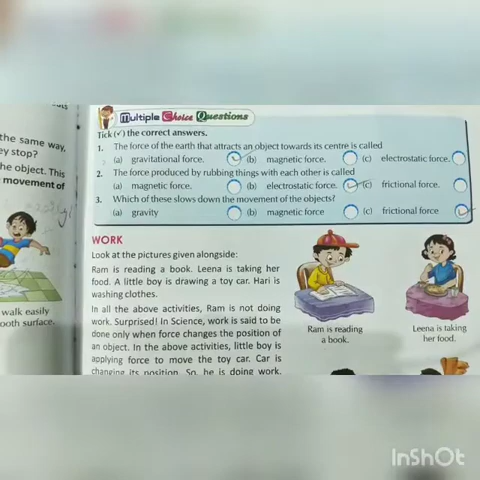 the same way,
ey stop?
he object. This
movement of
walk easily
ooth surface.
Multiple Choice Questions
Tick (✓) the correct answers.
1. The force of the earth that attracts an object towards its centre is called
(a) gravitational force. (b) magnetic force. (c) electrostatic force.
2. The force produced by rubbing things with each other is called
(a) magnetic force. (b) electrostatic force. (c) frictional force.
3. Which of these slows down the movement of the objects?
(a) gravity (b) magnetic force (c) frictional force
WORK
Look at the pictures given alongside:
Ram is reading a book. Leena is taking her
food. A little boy is drawing a toy car. Hari is
washing clothes.
In all the above activities, Ram is not doing
work. Surprised! In Science, work is said to be
done only when force changes the position of
an object. In the above activities, little boy is
applying force to move the toy car. Car is
changing its position. So, he is doing work.
Ram is reading
a book.
Leena is taking
her food.
InShOt